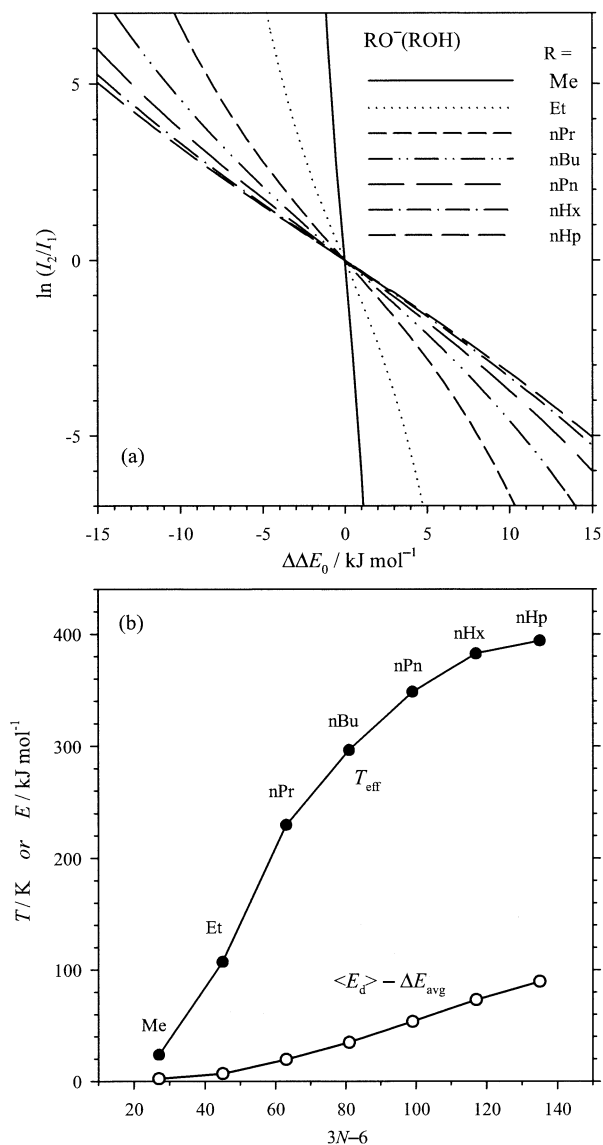 RO⁻(ROH)
R =
Me
Et
nPr
nBu
nPn
nHx
nHp
5
0
-5
ln (I₂/I₁)
(a)
-15 -10 -5 0 5 10 15
ΔΔE₀ / kJ mol⁻¹
(b)
400
300
200
100
0
T / K or E / kJ mol⁻¹
Me
Et
nPr
nBu
nPn
nHx
nHp
T_eff
<E_d> – ΔE_avg
20 40 60 80 100 120 140
3N–6